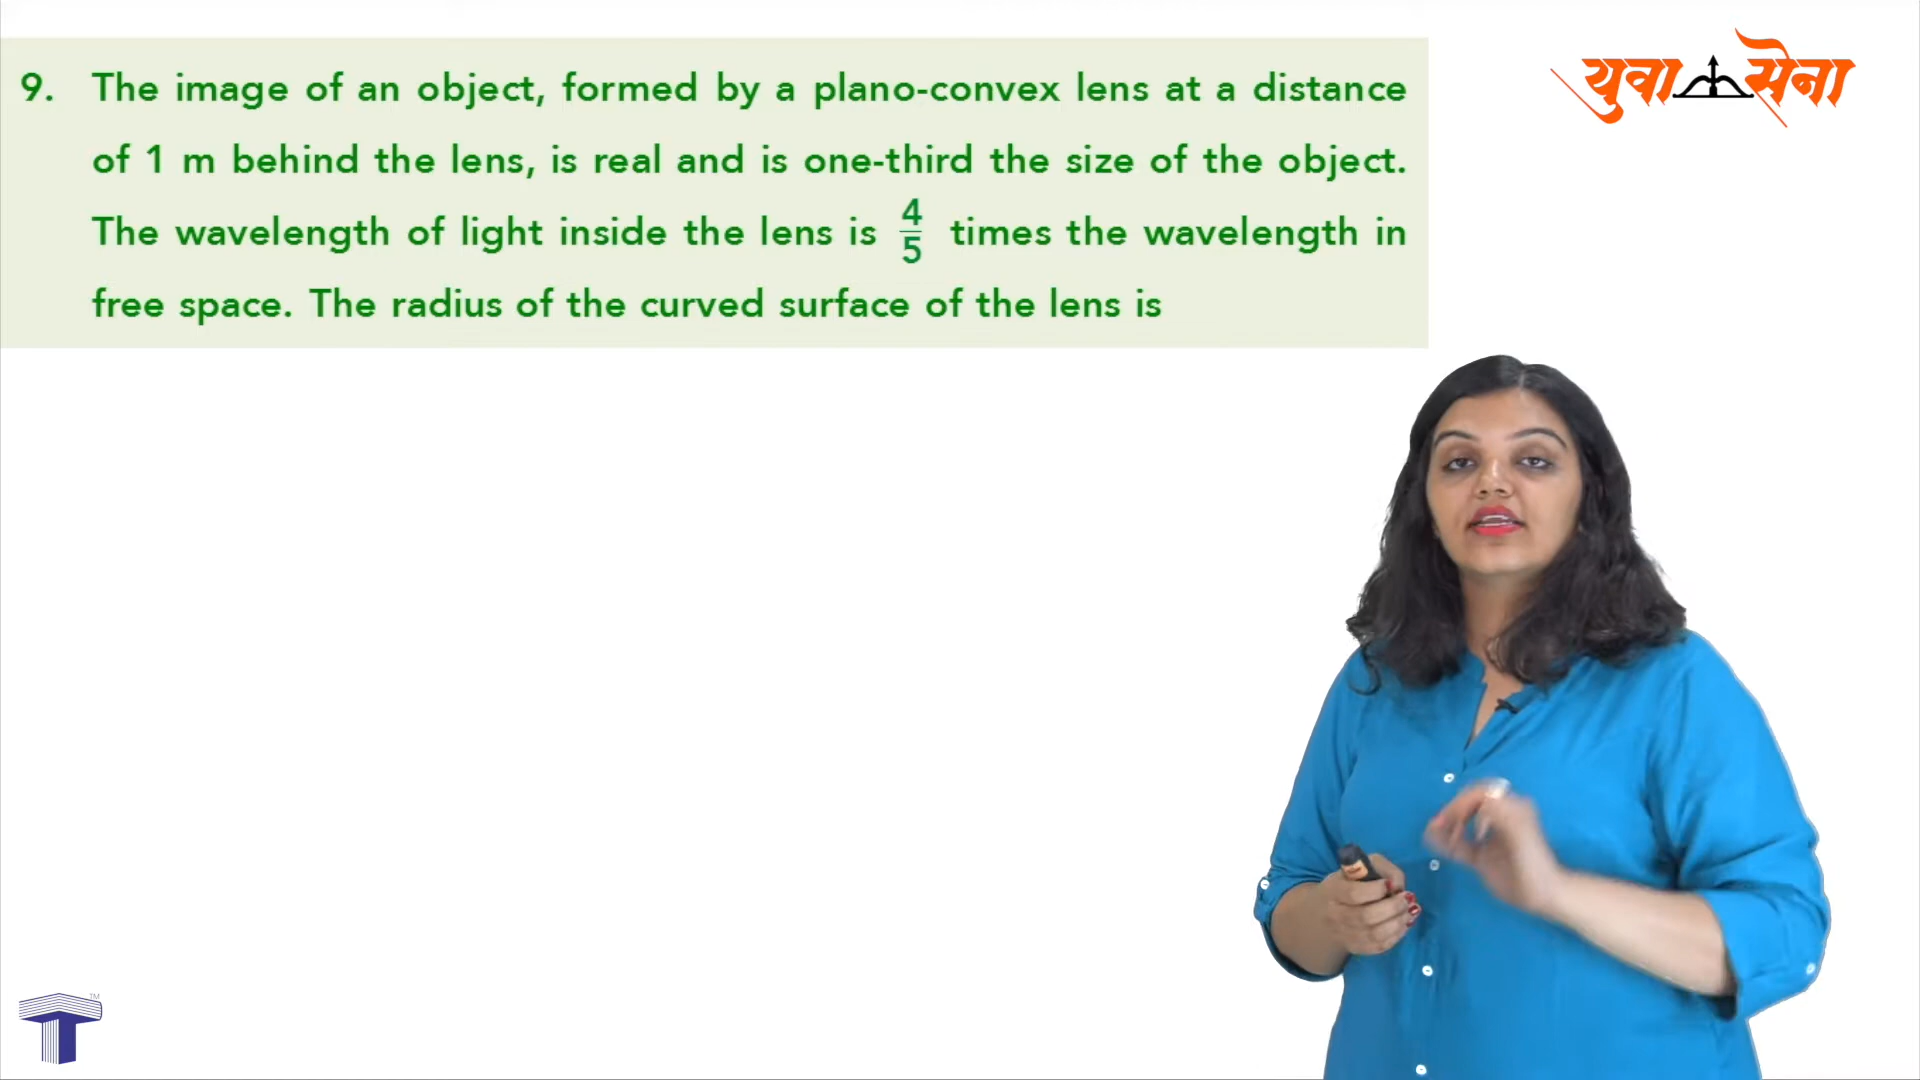 युवा सेना
9. The image of an object, formed by a plano-convex lens at a distance
of 1 m behind the lens, is real and is one-third the size of the object.
The wavelength of light inside the lens is 4/5 times the wavelength in
free space. The radius of the curved surface of the lens is
TM